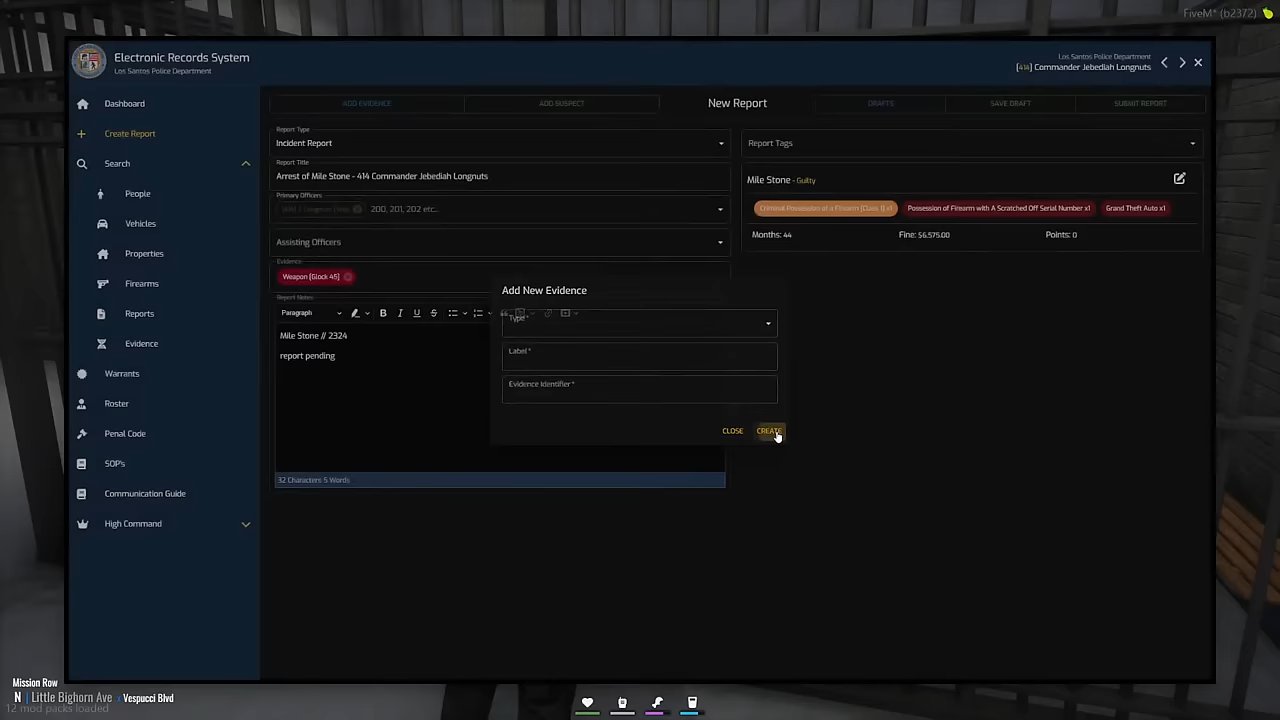 FiveM* (b2372)
Electronic Records System
Los Santos Police Department
Los Santos Police Department
[414] Commander Jebediah Longnuts
Dashboard
Create Report
Search
People
Vehicles
Properties
Firearms
Reports
Evidence
Warrants
Roster
Penal Code
SOP's
Communication Guide
High Command
ADD EVIDENCE
ADD SUSPECT
New Report
DRAFTS
SAVE DRAFT
SUBMIT REPORT
Report Type
Incident Report
Report Title
Arrest of Mile Stone - 414 Commander Jebediah Longnuts
Primary Officers
200, 201, 202 etc...
Assisting Officers
Evidence
Weapon [Glock 45]
Report Notes
Paragraph
B I U S
Mile Stone // 2324
report pending
32 Characters 5 Words
Report Tags
Mile Stone - Guilty
Criminal Possession of a Firearm [Class 1] x1
Possession of Firearm with A Scratched Off Serial Number x1
Grand Theft Auto x1
Months: 44
Fine: $6,575.00
Points: 0
Add New Evidence
Type *
Label *
Evidence Identifier *
CLOSE
CREATE
Mission Row
N | Little Bighorn Ave x Vespucci Blvd
12 mod packs loaded